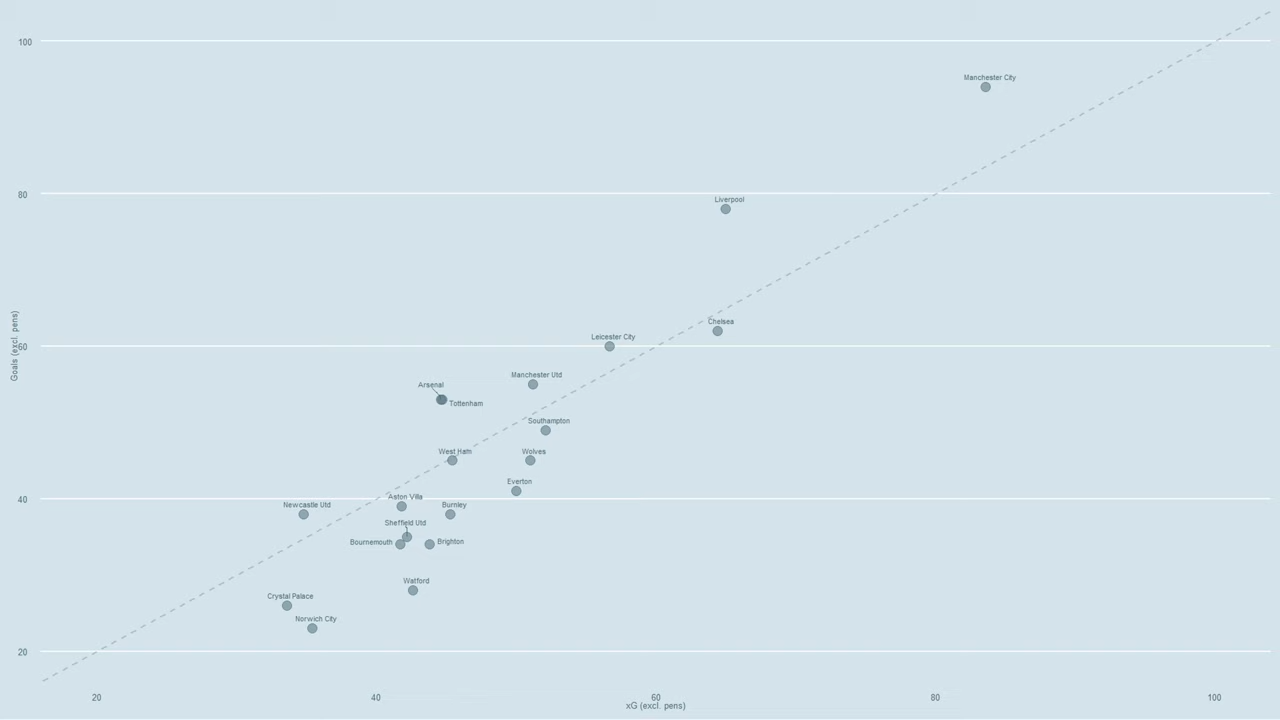 100
Manchester City
80
Liverpool
Chelsea
Leicester City
60
Goals (excl. pens)
Manchester Utd
Arsenal
Tottenham
Southampton
West Ham
Wolves
Everton
40
Aston Villa
Newcastle Utd
Burnley
Sheffield Utd
Bournemouth
Brighton
Watford
Crystal Palace
Norwich City
20
20
40
60
80
100
xG (excl. pens)